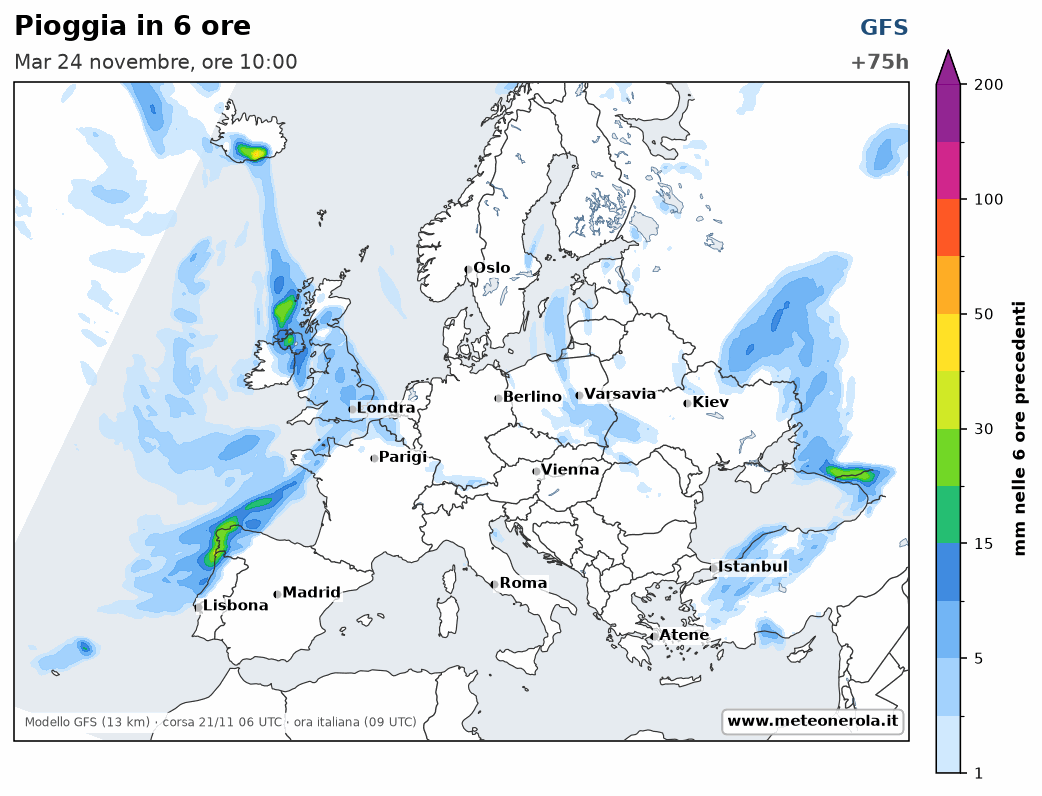 Pioggia in 6 ore
GFS
Mar 24 novembre, ore 10:00
+75h
200
100
50
30
15
5
1
mm nelle 6 ore precedenti
Oslo
Berlino
Varsavia
Kiev
Londra
Parigi
Vienna
Istanbul
Roma
Madrid
Lisbona
Atene
Modello GFS (13 km) · corsa 21/11 06 UTC · ora italiana (09 UTC)
www.meteonerola.it